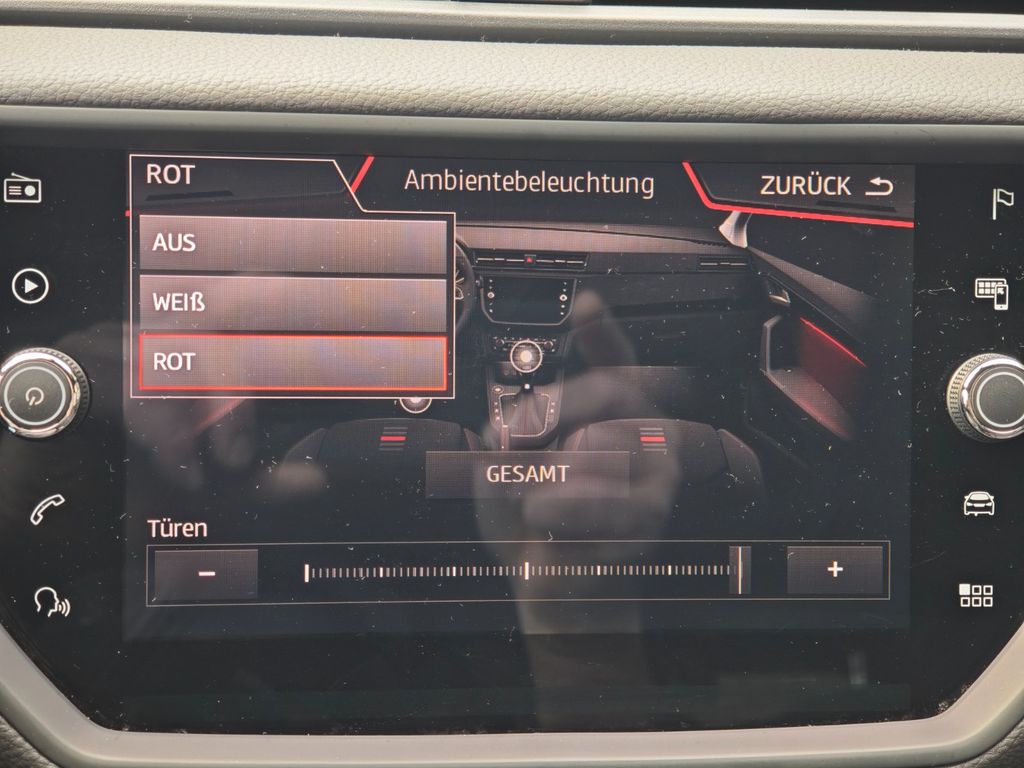 ROT
Ambientebeleuchtung
ZURÜCK
AUS
WEIß
ROT
GESAMT
Türen
- +